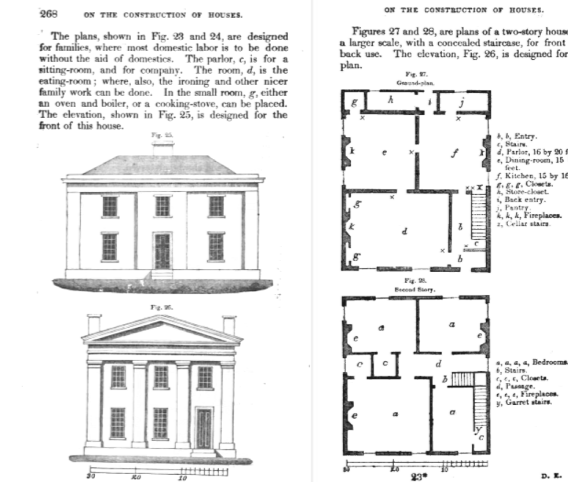 268 ON THE CONSTRUCTION OF HOUSES.
The plans, shown in Fig. 23 and 24, are designed
for families, where most domestic labor is to be done
without the aid of domestics. The parlor, c, is for a
sitting-room, and for company. The room, d, is the
eating-room; where, also, the ironing and other nicer
family work can be done. In the small room, g, either
an oven and boiler, or a cooking-stove, can be placed.
The elevation, shown in Fig. 25, is designed for the
front of this house.
Fig. 25.
Fig. 26.
20 10
ON THE CONSTRUCTION OF HOUSES.
Figures 27 and 28, are plans of a two-story house
a larger scale, with a concealed staircase, for front
back use. The elevation, Fig. 26, is designed for
plan.
Fig. 27.
Ground-plan.
g h i j
k e f k
g
k d b
c
g b
b, b, Entry.
c, Stairs.
d, Parlor, 16 by 20 f
e, Dining-room, 15
feet.
f, Kitchen, 15 by 16
g, g, g, Closets.
h, Store-closet.
i, Back entry.
j, Pantry.
k, k, k, Fireplaces.
z, Cellar stairs.
Fig. 28.
Second Story.
a a
e e
c c d
b
e a a
y
c
a, a, a, a, Bedrooms.
b, Stairs.
c, c, c, Closets.
d, Passage.
e, e, e, Fireplaces.
y, Garret stairs.
20 10
23* D. E.